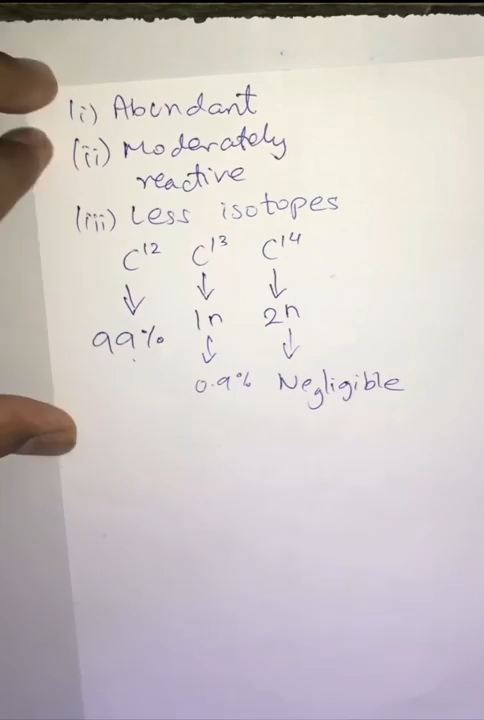 (i) Abundant
(ii) Moderately
reactive
(iii) Less isotopes
C¹² C¹³ C¹⁴
↓ ↓ ↓
99% 1n 2n
↓ ↓
0.9% Negligible